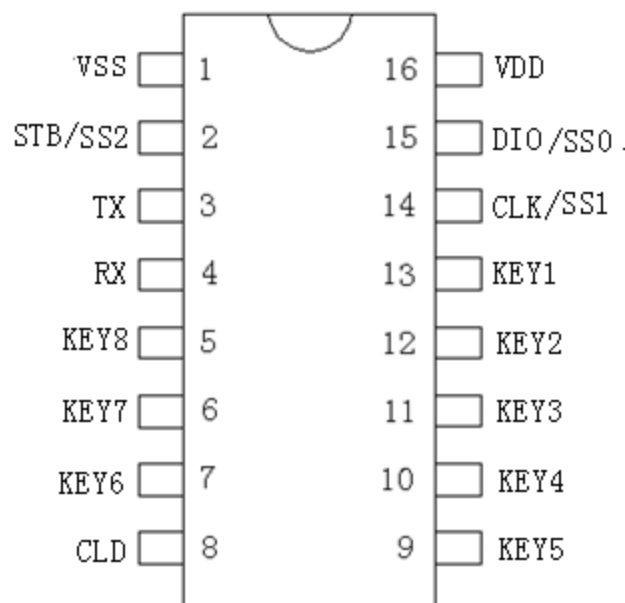 VSS 1 16 VDD
STB/SS2 2 15 DIO/SS0.
TX 3 14 CLK/SS1
RX 4 13 KEY1
KEY8 5 12 KEY2
KEY7 6 11 KEY3
KEY6 7 10 KEY4
CLD 8 9 KEY5